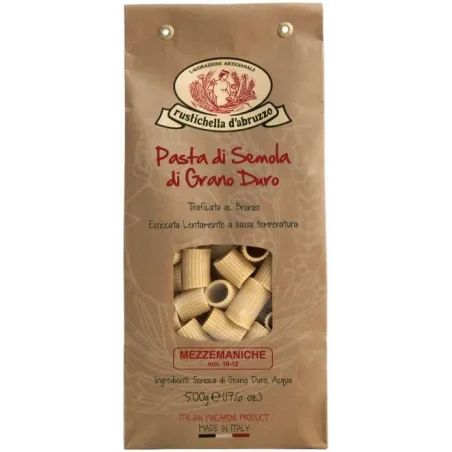 LAVORAZIONE ARTIGIANALE
rustichella d'abruzzo
Pasta di Semola
di Grano Duro
Trafilata al Bronzo
Essiccata Lentamente a bassa temperatura
MEZZEMANICHE
min. 10-12
Ingredienti: Semola di Grano Duro, Acqua
500g e (17.6 oz.)
ITALIAN MACARONI PRODUCT
MADE IN ITALY